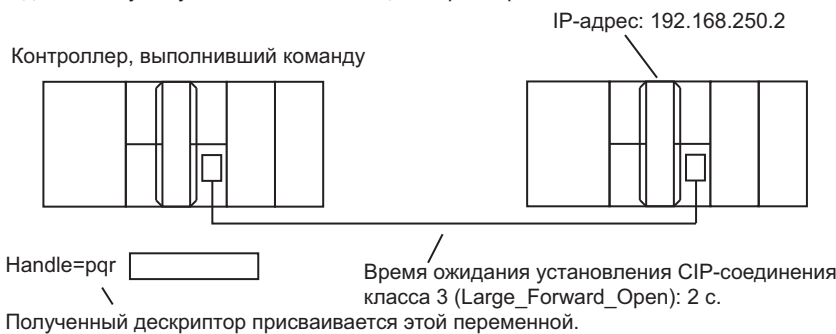 IP-адрес: 192.168.250.2
Контроллер, выполнивший команду
Handle=pqr
Время ожидания установления CIP-соединения
класса 3 (Large_Forward_Open): 2 с.
Полученный дескриптор присваивается этой переменной.